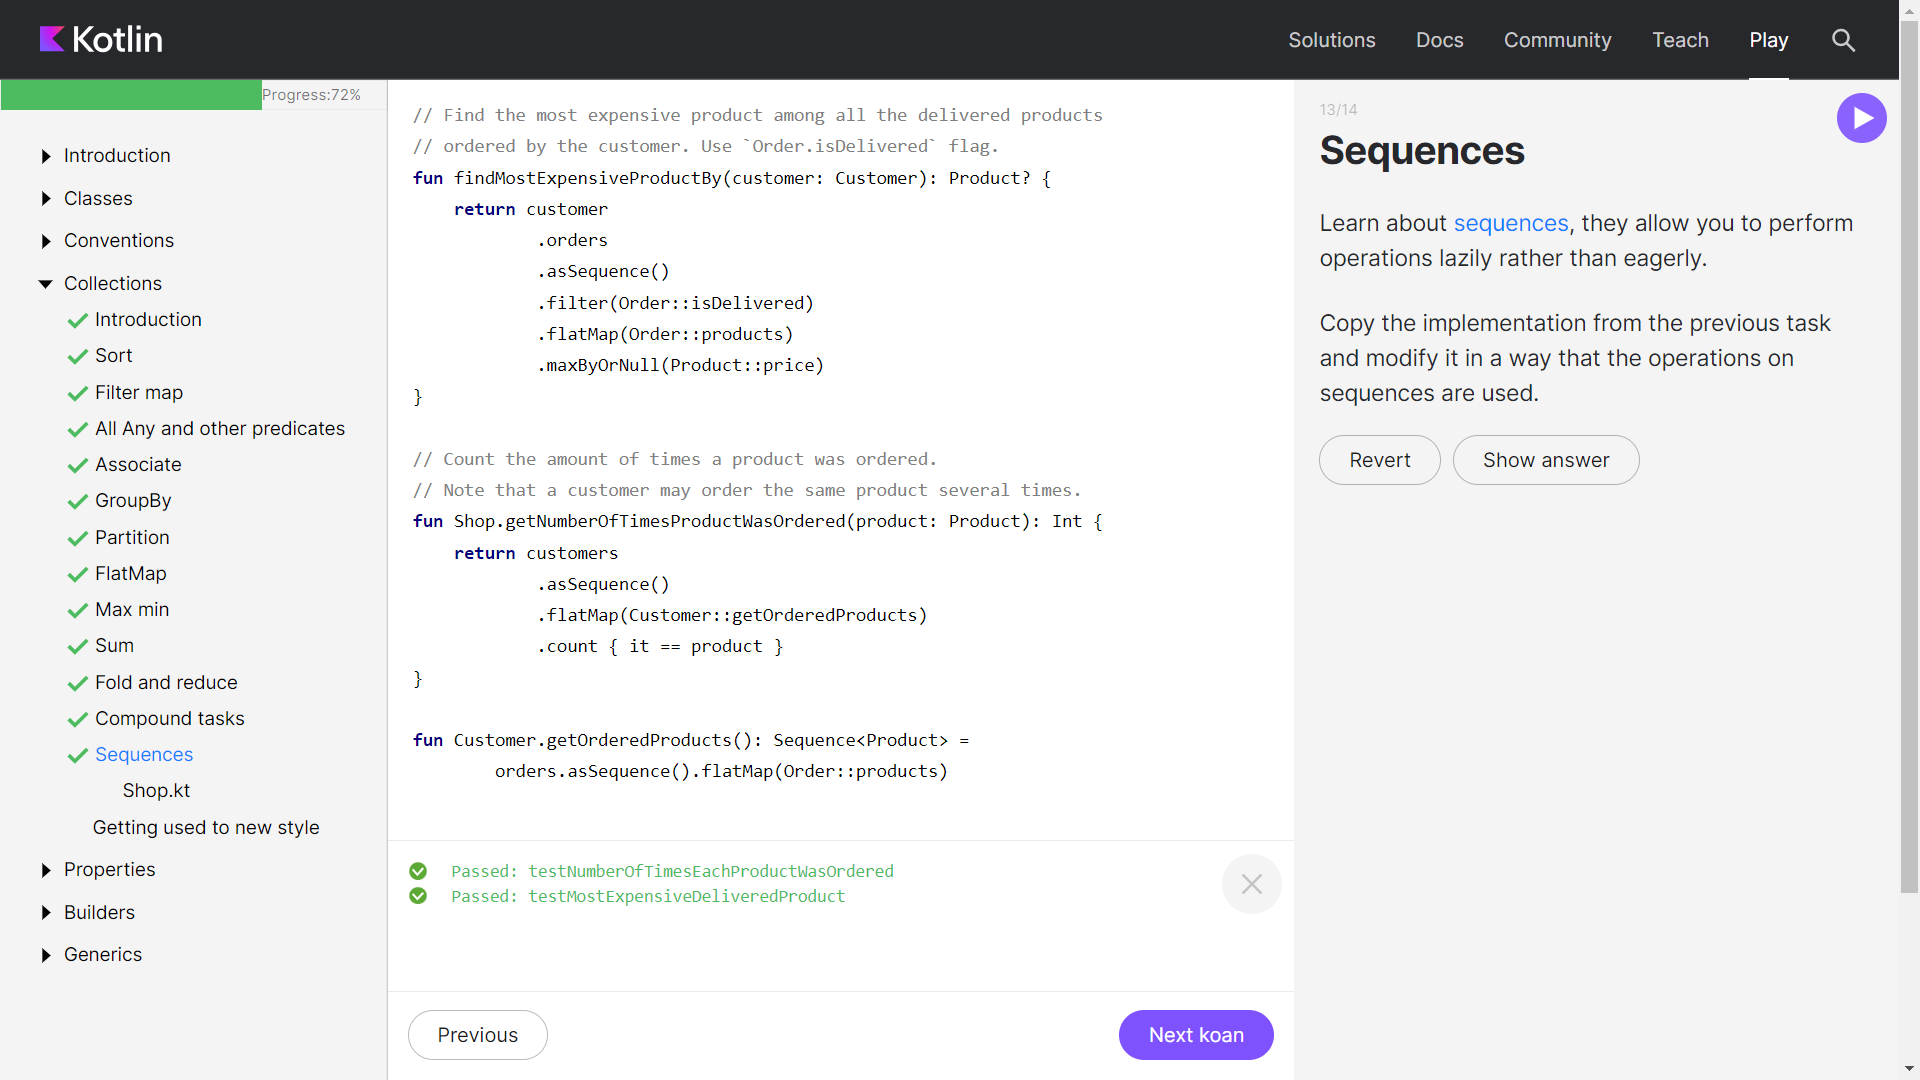 Kotlin
Solutions
Docs
Community
Teach
Play
Progress:72%
Introduction
Classes
Conventions
Collections
Introduction
Sort
Filter map
All Any and other predicates
Associate
GroupBy
Partition
FlatMap
Max min
Sum
Fold and reduce
Compound tasks
Sequences
Shop.kt
Getting used to new style
Properties
Builders
Generics
// Find the most expensive product among all the delivered products
// ordered by the customer. Use `Order.isDelivered` flag.
fun findMostExpensiveProductBy(customer: Customer): Product? {
    return customer
            .orders
            .asSequence()
            .filter(Order::isDelivered)
            .flatMap(Order::products)
            .maxByOrNull(Product::price)
}
// Count the amount of times a product was ordered.
// Note that a customer may order the same product several times.
fun Shop.getNumberOfTimesProductWasOrdered(product: Product): Int {
    return customers
            .asSequence()
            .flatMap(Customer::getOrderedProducts)
            .count { it == product }
}
fun Customer.getOrderedProducts(): Sequence<Product> =
        orders.asSequence().flatMap(Order::products)
Passed: testNumberOfTimesEachProductWasOrdered
Passed: testMostExpensiveDeliveredProduct
Previous
Next koan
13/14
Sequences
Learn about sequences, they allow you to perform
operations lazily rather than eagerly.
Copy the implementation from the previous task
and modify it in a way that the operations on
sequences are used.
Revert
Show answer